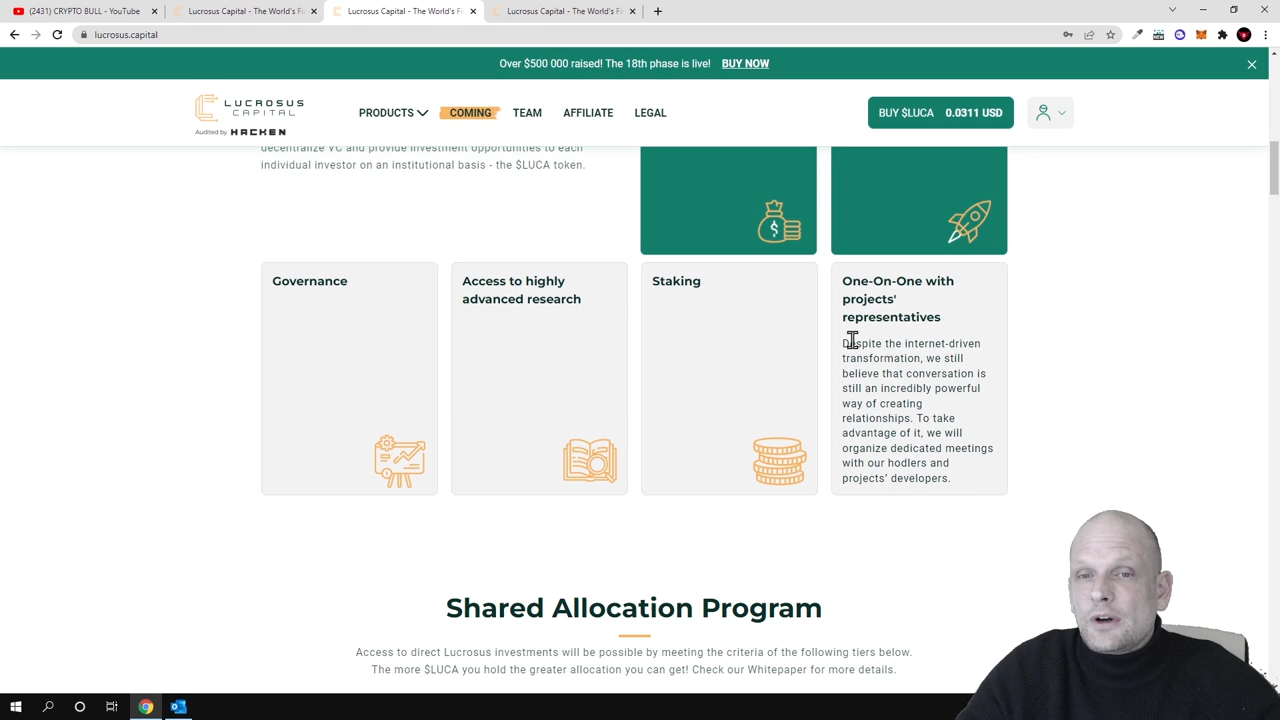 (2431) CRYPTO BULL - YouTube
Lucrosus Capital - The World's Fi
Lucrosus Capital - The World's Fi
Lucrosus Capital - The World's Fi
lucrosus.capital
Over $500 000 raised! The 18th phase is live! BUY NOW
LUCROSUS
CAPITAL
Audited by HACKEN
PRODUCTS
COMING
TEAM
AFFILIATE
LEGAL
BUY $LUCA 0.0311 USD
decentralize VC and provide investment opportunities to each
individual investor on an institutional basis - the $LUCA token.
Governance
Access to highly
advanced research
Staking
One-On-One with
projects'
representatives
Despite the internet-driven
transformation, we still
believe that conversation is
still an incredibly powerful
way of creating
relationships. To take
advantage of it, we will
organize dedicated meetings
with our hodlers and
projects' developers.
Shared Allocation Program
Access to direct Lucrosus investments will be possible by meeting the criteria of the following tiers below.
The more $LUCA you hold the greater allocation you can get! Check our Whitepaper for more details.